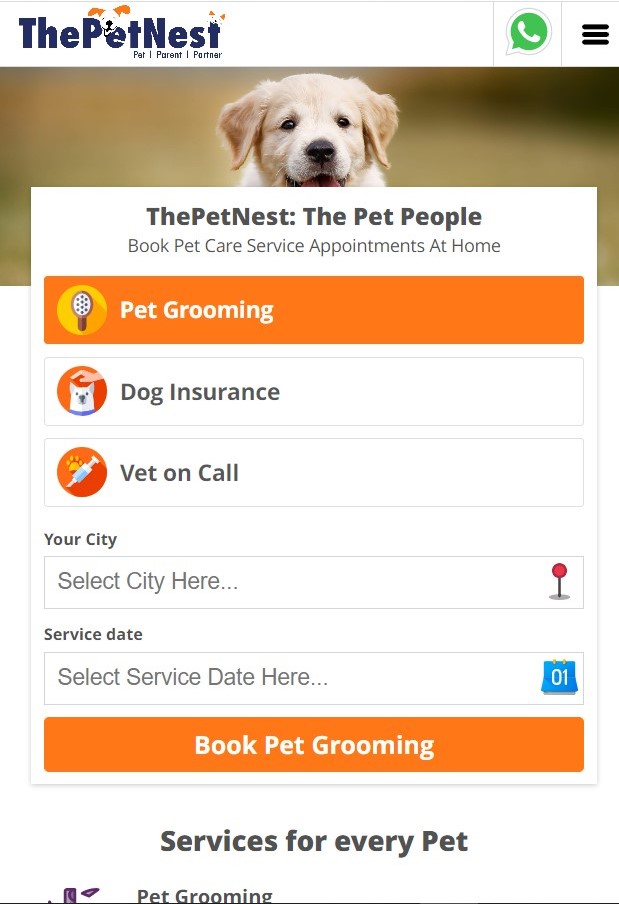 ThePetNest
Pet | Parent | Partner
ThePetNest: The Pet People
Book Pet Care Service Appointments At Home
Pet Grooming
Dog Insurance
Vet on Call
Your City
Select City Here...
Service date
Select Service Date Here...
01
Book Pet Grooming
Services for every Pet
Pet Grooming